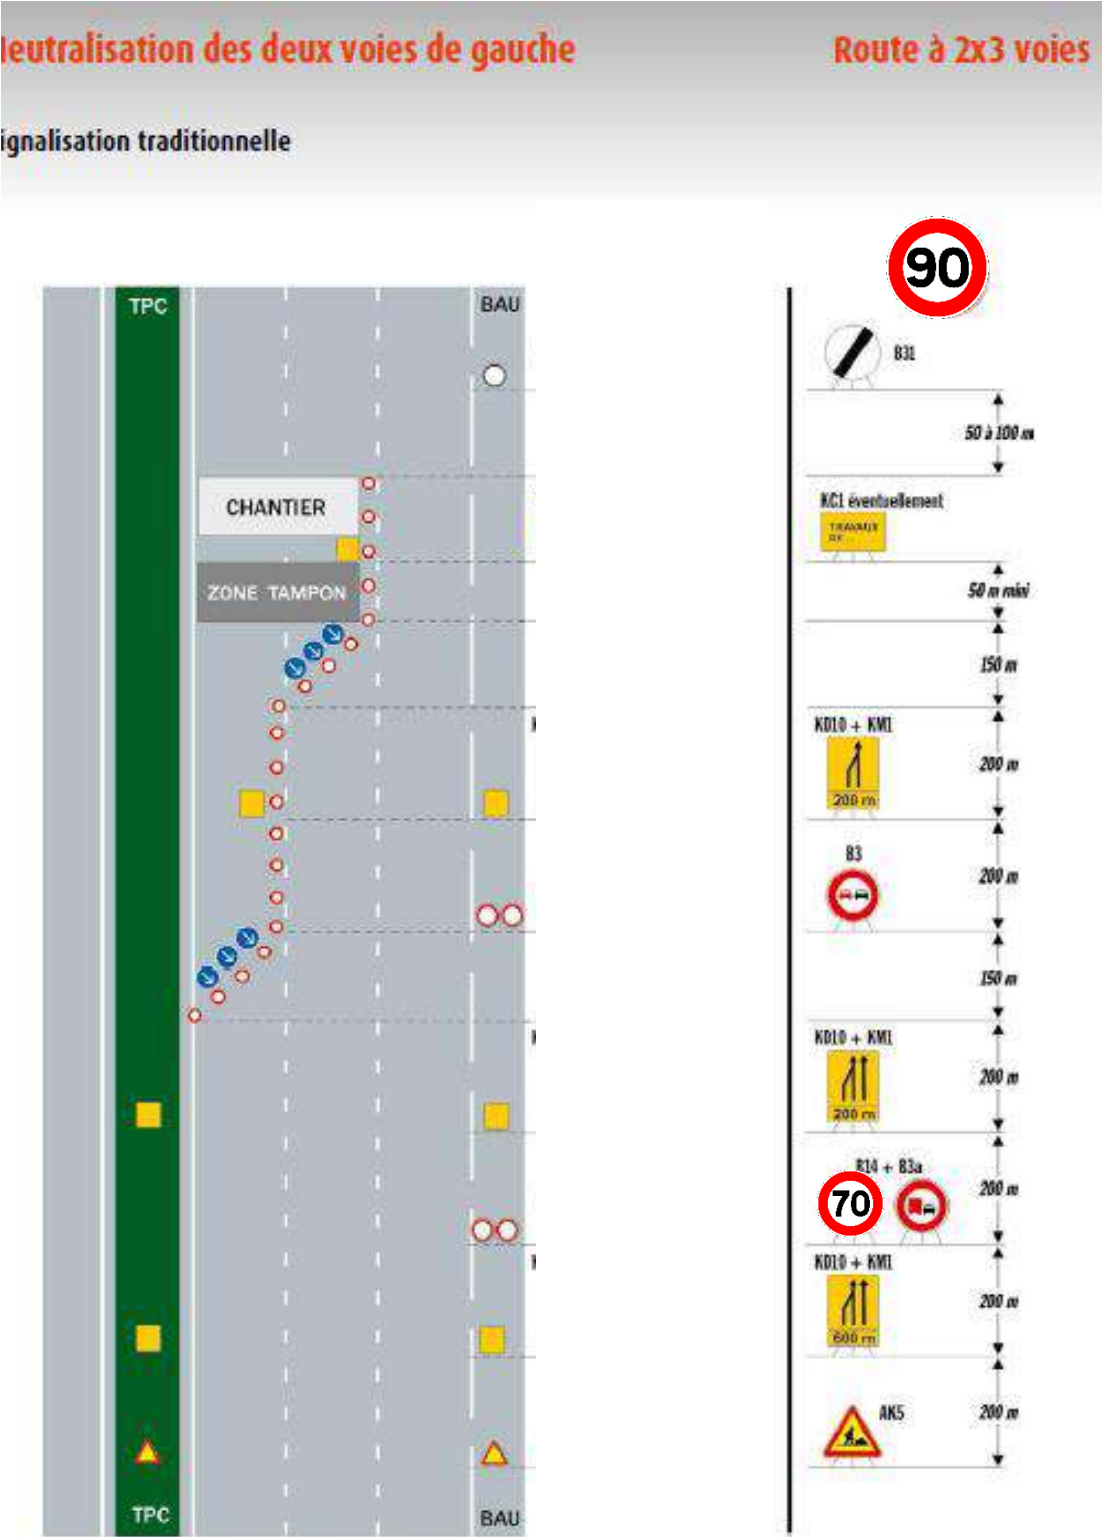 eutralisation des deux voies de gauche
Route à 2x3 voies
ignalisation traditionnelle
90
TPC
BAU
B31
50 à 100 m
CHANTIER
KC1 éventuellement
TRAVAUX
ZONE TAMPON
50 m mini
150 m
KD10 + KM1
200 m
200 m
B3
200 m
150 m
KD10 + KM1
200 m
200 m
B14 + B3a
70
200 m
KD10 + KM1
200 m
600 m
AK5
200 m
TPC
BAU